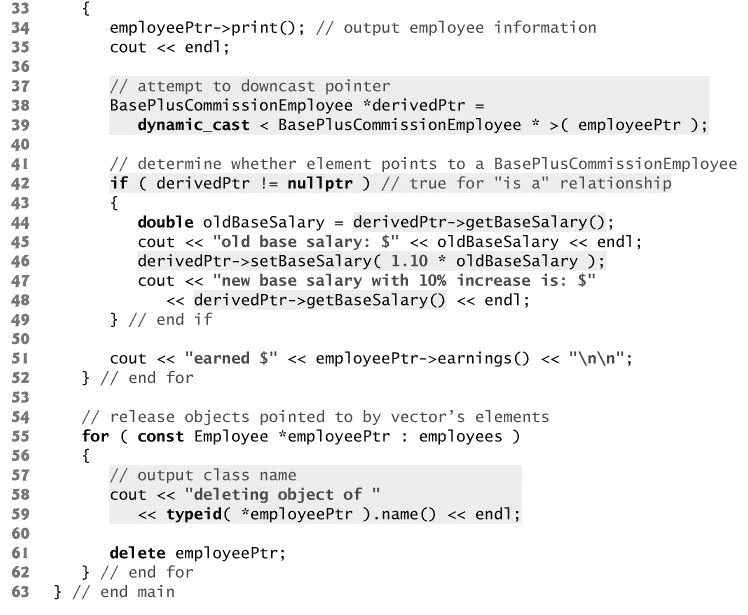 33 {
34 employeePtr->print(); // output employee information
35 cout << endl;
36
37 // attempt to downcast pointer
38 BasePlusCommissionEmployee *derivedPtr =
39 dynamic_cast < BasePlusCommissionEmployee * >( employeePtr );
40
41 // determine whether element points to a BasePlusCommissionEmployee
42 if ( derivedPtr != nullptr ) // true for "is a" relationship
43 {
44 double oldBaseSalary = derivedPtr->getBaseSalary();
45 cout << "old base salary: $" << oldBaseSalary << endl;
46 derivedPtr->setBaseSalary( 1.10 * oldBaseSalary );
47 cout << "new base salary with 10% increase is: $"
48 << derivedPtr->getBaseSalary() << endl;
49 } // end if
50
51 cout << "earned $" << employeePtr->earnings() << "\n\n";
52 } // end for
53
54 // release objects pointed to by vector’s elements
55 for ( const Employee *employeePtr : employees )
56 {
57 // output class name
58 cout << "deleting object of "
59 << typeid( *employeePtr ).name() << endl;
60
61 delete employeePtr;
62 } // end for
63 } // end main